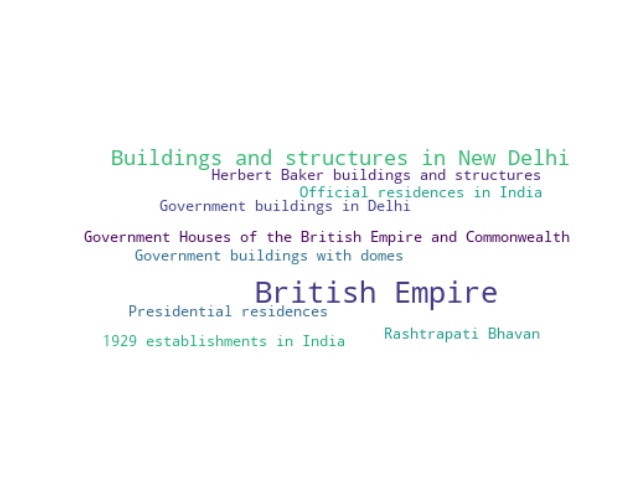 Buildings and structures in New Delhi
Herbert Baker buildings and structures
Official residences in India
Government buildings in Delhi
Government Houses of the British Empire and Commonwealth
Government buildings with domes
British Empire
Presidential residences
Rashtrapati Bhavan
1929 establishments in India